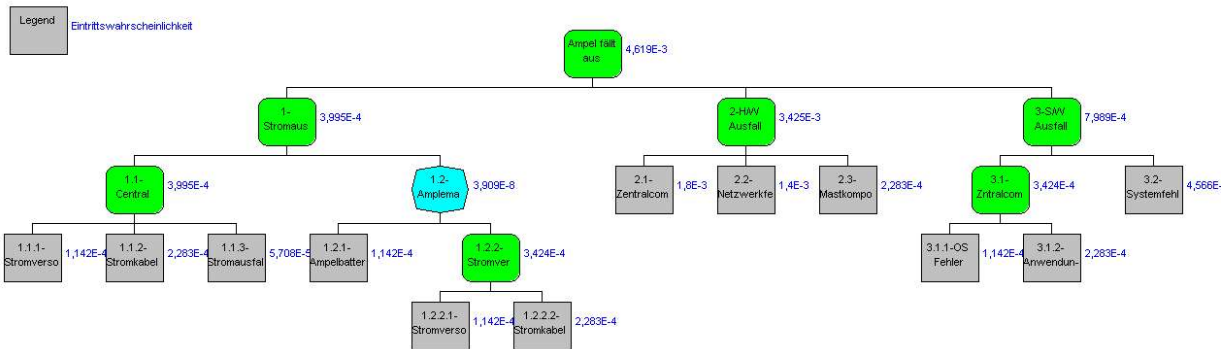 Legend
Eintrittswahrscheinlichkeit
Ampel fällt
aus
4,619E-3
1-
Stromaus
3,995E-4
2-H/W
Ausfall
3,425E-3
3-S/W
Ausfall
7,989E-4
1.1-
Central
3,995E-4
1.2-
Amplema
3,909E-8
2.1-
Zentralcom
1,8E-3
2.2-
Netzwerkfe
1,4E-3
2.3-
Mastkompo
2,283E-4
3.1-
Zntralcom
3,424E-4
3.2-
Systemfehl
4,566E-
1.1.1-
Stromverso
1,142E-4
1.1.2-
Stromkabel
2,283E-4
1.1.3-
Stromausfal
5,708E-5
1.2.1-
Ampelbatter
1,142E-4
1.2.2-
Stromver
3,424E-4
3.1.1-OS
Fehler
1,142E-4
3.1.2-
Anwendun-
2,283E-4
1.2.2.1-
Stromverso
1,142E-4
1.2.2.2-
Stromkabel
2,283E-4